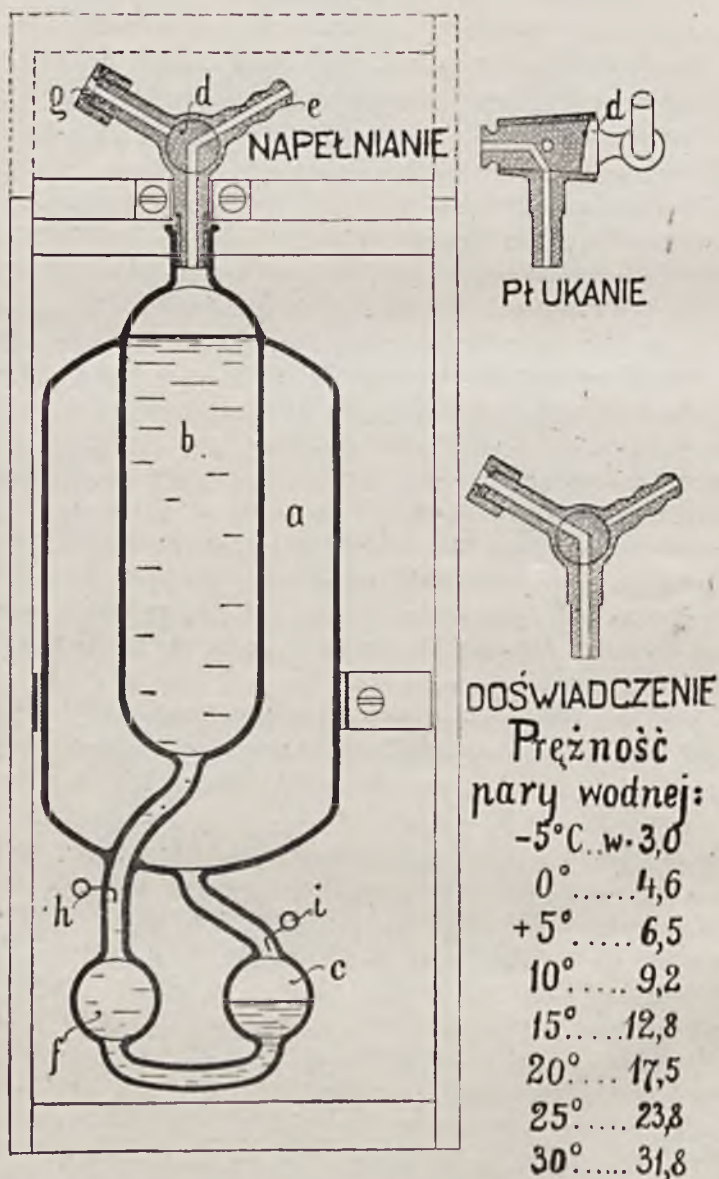 g
d
e
NAPEŁNIANIE
d
PŁUKANIE
b
a
DOŚWIADCZENIE
Prężność
pary wodnej:
-5°C..w.3,0
0°......4,6
+5°.....6,5
10°.....9,2
15°....12,8
20°....17,5
25°.....23,8
30°.....31,8
h
i
c
f